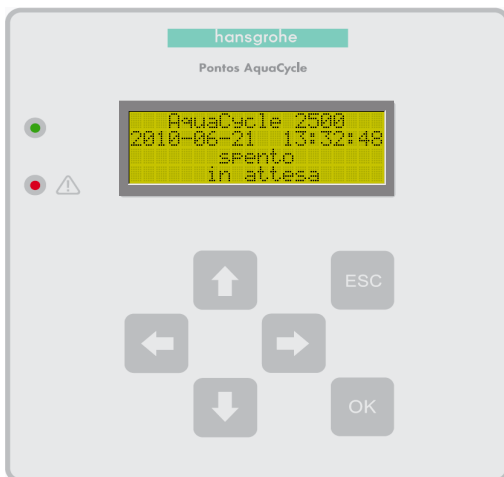 hansgrohe
Pontos AquaCycle
AquaCycle 2500
2010-06-21 13:32:48
spento
in attesa
ESC
OK